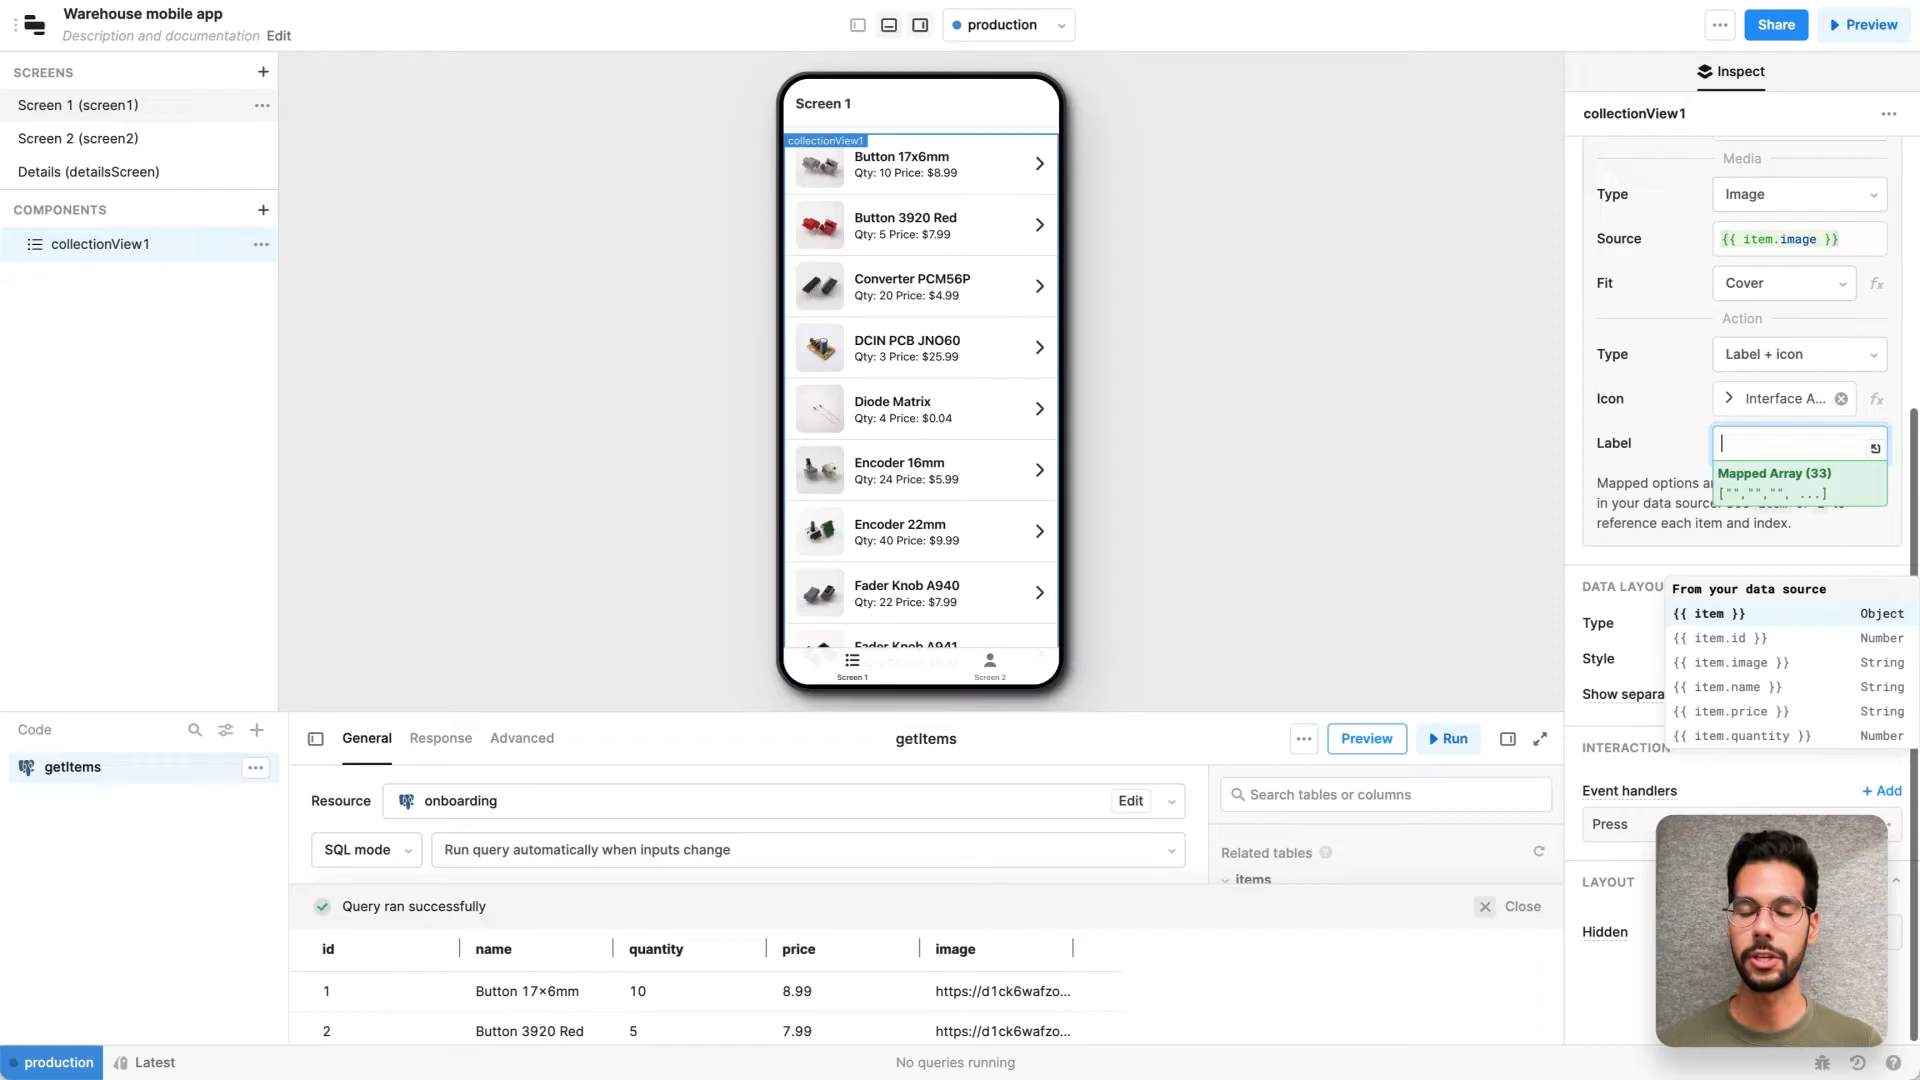 Warehouse mobile app
Description and documentation Edit
production
Share
Preview
SCREENS
Screen 1 (screen1)
Screen 2 (screen2)
Details (detailsScreen)
COMPONENTS
collectionView1
Screen 1
collectionView1
Button 17x6mm
Qty: 10 Price: $8.99
Button 3920 Red
Qty: 5 Price: $7.99
Converter PCM56P
Qty: 20 Price: $4.99
DCIN PCB JNO60
Qty: 3 Price: $25.99
Diode Matrix
Qty: 4 Price: $0.04
Encoder 16mm
Qty: 24 Price: $5.99
Encoder 22mm
Qty: 40 Price: $9.99
Fader Knob A940
Qty: 22 Price: $7.99
Fader Knob A941
Screen 1
Screen 2
Inspect
collectionView1
Media
Type
Image
Source
{{ item.image }}
Fit
Cover
fx
Action
Type
Label + icon
Icon
Interface A...
fx
Label
Mapped Array (33)
["","","", ...]
Mapped options a
in your data source.
reference each item and index.
DATA LAYOU
Type
Style
Show separa
From your data source
{{ item }} Object
{{ item.id }} Number
{{ item.image }} String
{{ item.name }} String
{{ item.price }} String
{{ item.quantity }} Number
INTERACTION
Event handlers
+ Add
Press
LAYOUT
Hidden
Code
getItems
General
Response
Advanced
getItems
Preview
Run
Resource
onboarding
Edit
SQL mode
Run query automatically when inputs change
Search tables or columns
Related tables
items
Query ran successfully
Close
id name quantity price image
1 Button 17x6mm 10 8.99 https://d1ck6wafzo...
2 Button 3920 Red 5 7.99 https://d1ck6wafzo...
production
Latest
No queries running